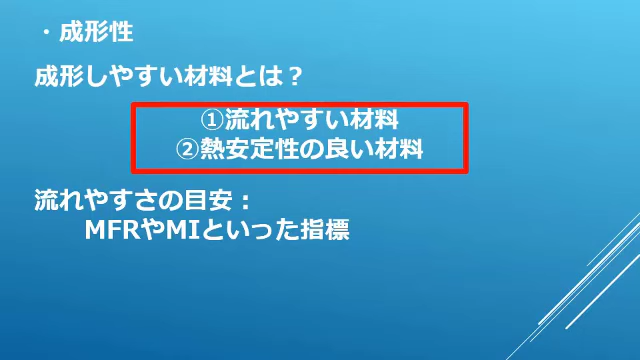 ・成形性
成形しやすい材料とは？
①流れやすい材料
②熱安定性の良い材料
流れやすさの目安：
MFRやMIといった指標